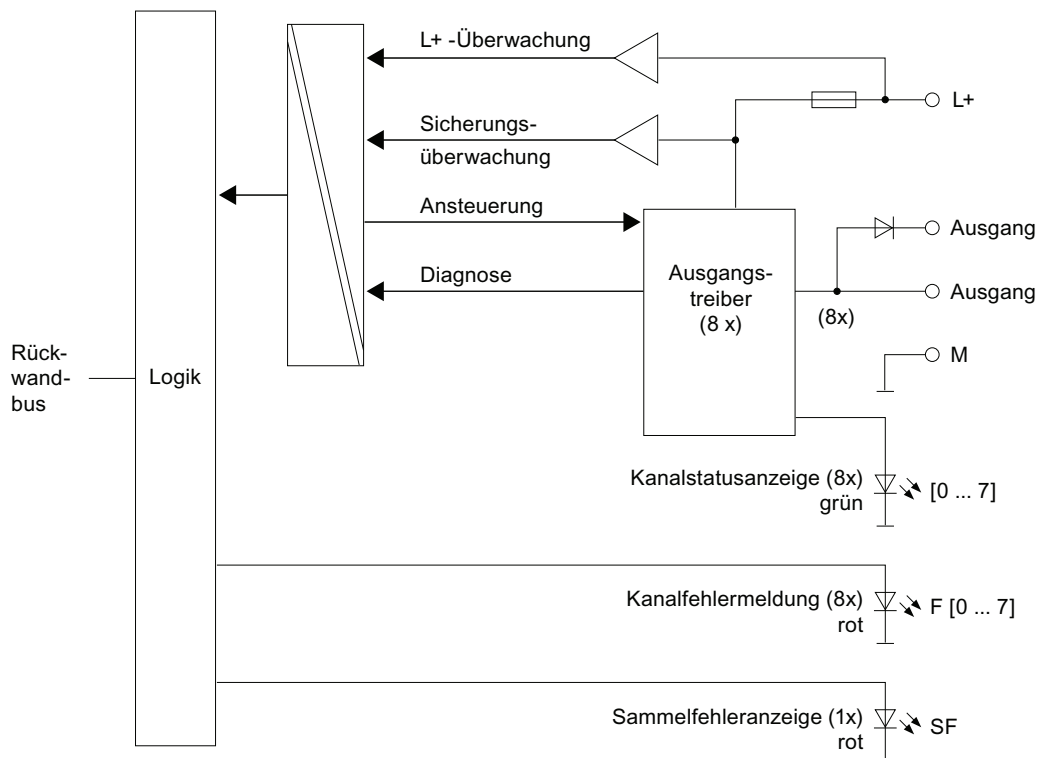 L+ -Überwachung
L+
Sicherungs-
überwachung
Ansteuerung
Ausgang
Diagnose
Ausgangs-
treiber
(8 x)
(8x)
Ausgang
M
Rück-
wand-
bus
Logik
Kanalstatusanzeige (8x)
grün
[0 ... 7]
Kanalfehlermeldung (8x)
rot
F [0 ... 7]
Sammelfehleranzeige (1x)
rot
SF